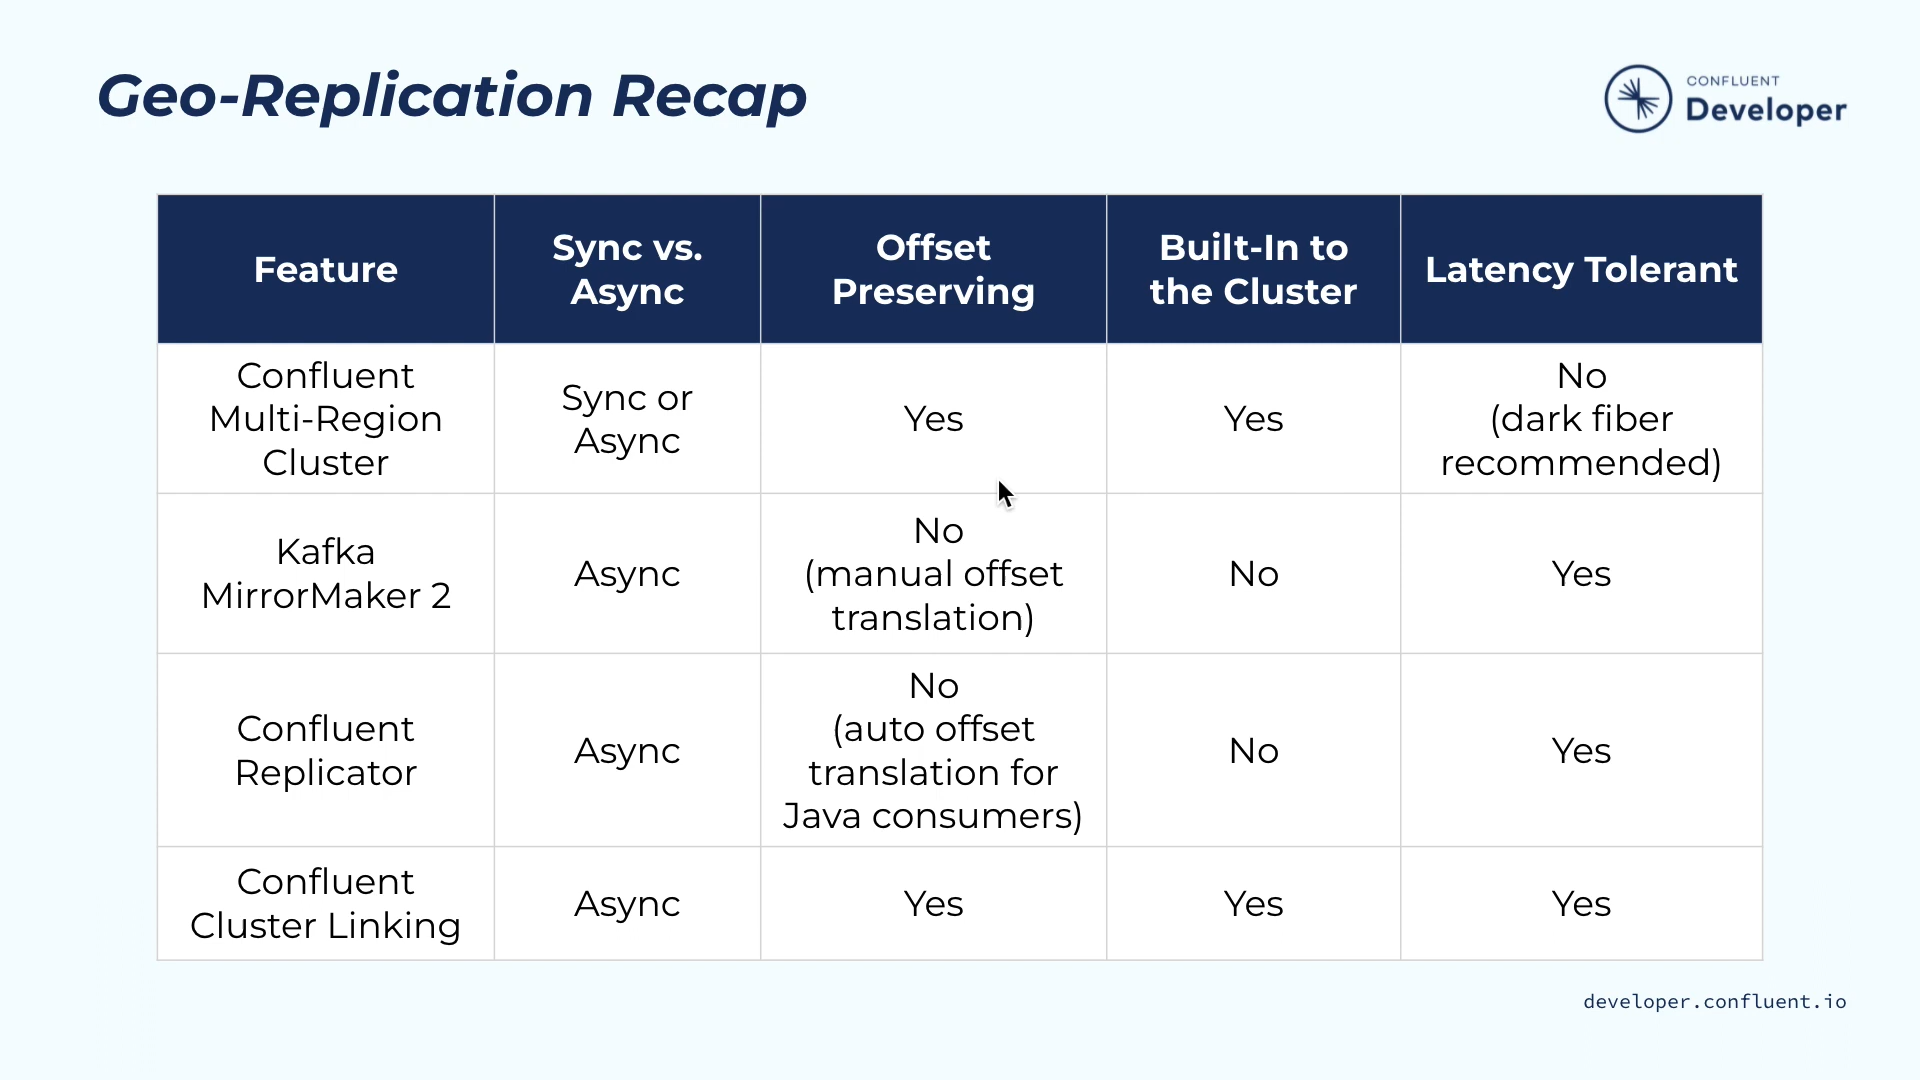 Geo-Replication Recap
CONFLUENT
Developer
Feature
Sync vs.
Async
Offset
Preserving
Built-In to
the Cluster
Latency Tolerant
Confluent
Multi-Region
Cluster
Sync or
Async
Yes
Yes
No
(dark fiber
recommended)
Kafka
MirrorMaker 2
Async
No
(manual offset
translation)
No
Yes
Confluent
Replicator
Async
No
(auto offset
translation for
Java consumers)
No
Yes
Confluent
Cluster Linking
Async
Yes
Yes
Yes
developer.confluent.io